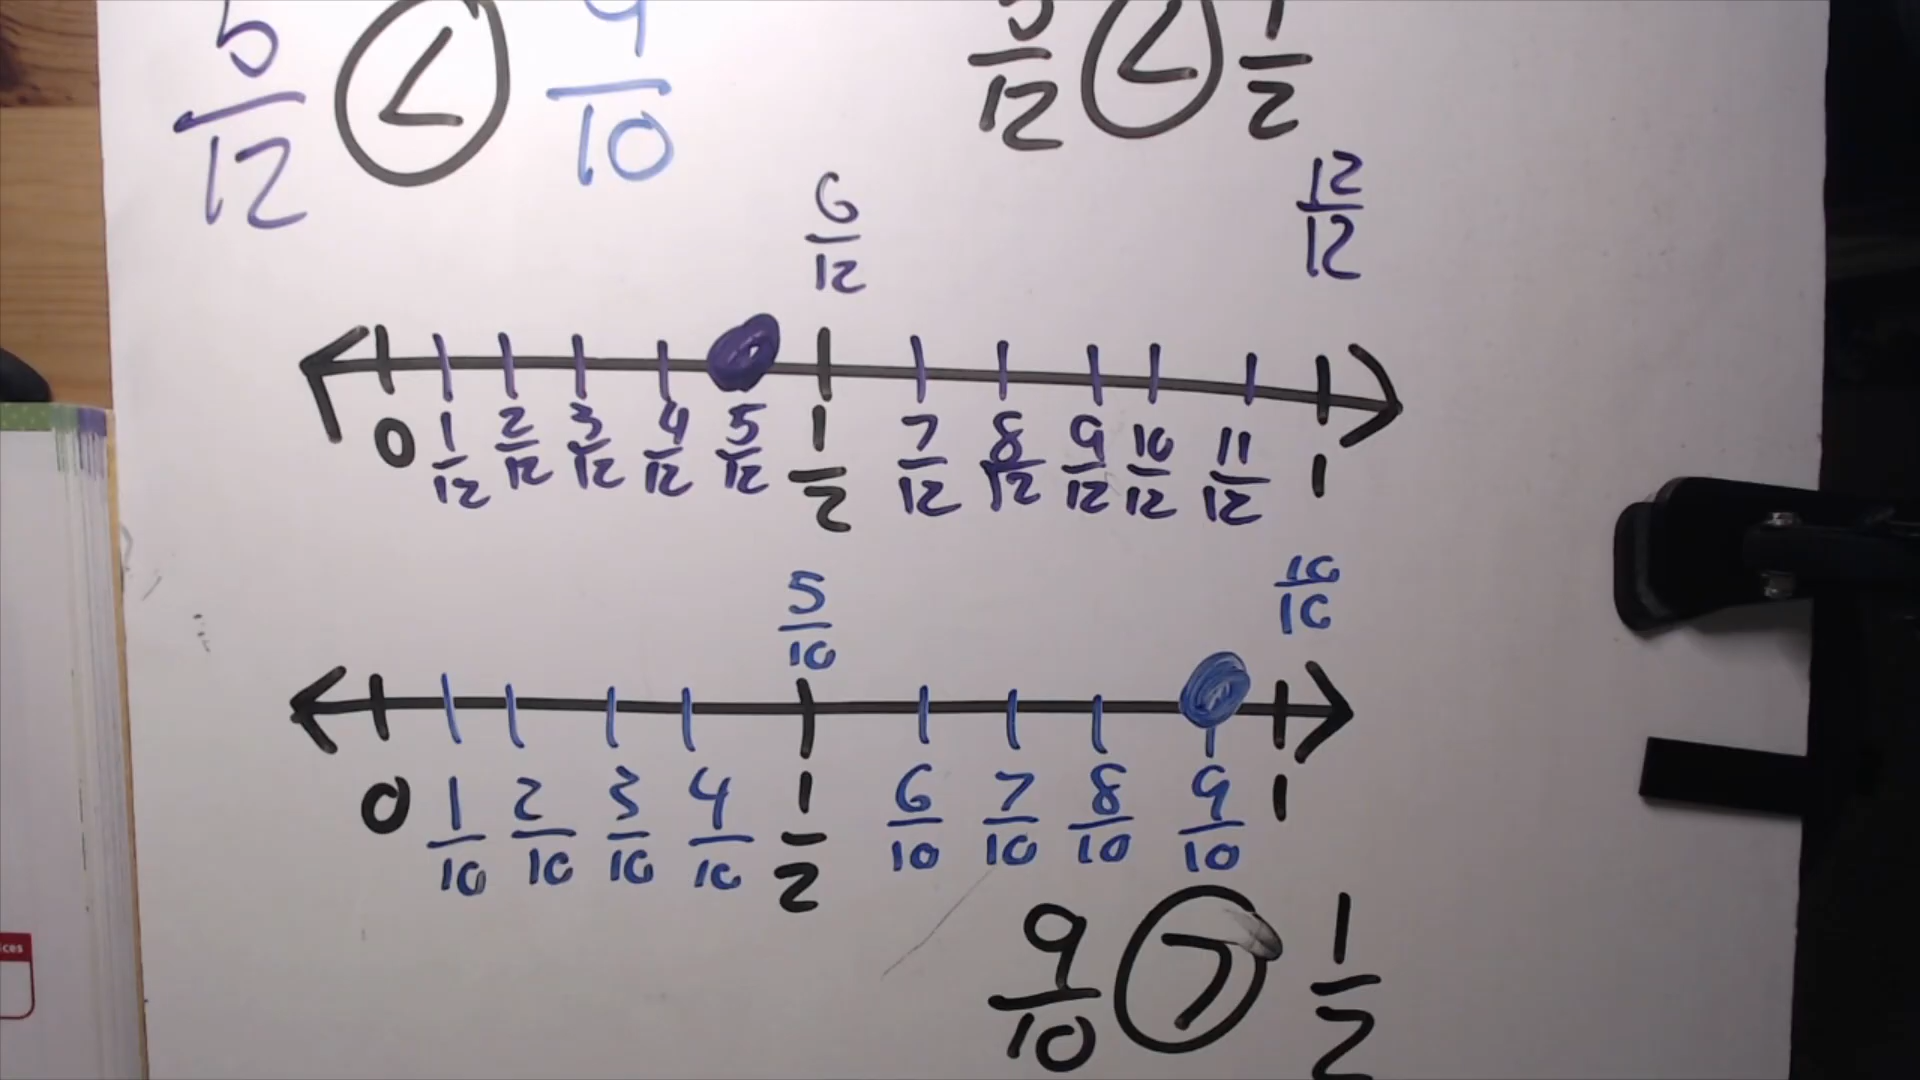 5/12 < 9/10
5/12 < 1/2
6/12 12/12
0 1/12 2/12 3/12 4/12 5/12 1/2 7/12 8/12 9/12 10/12 11/12 1
5/10 10/10
0 1/10 2/10 3/10 4/10 1/2 6/10 7/10 8/10 9/10 1
9/10 > 1/2
ices